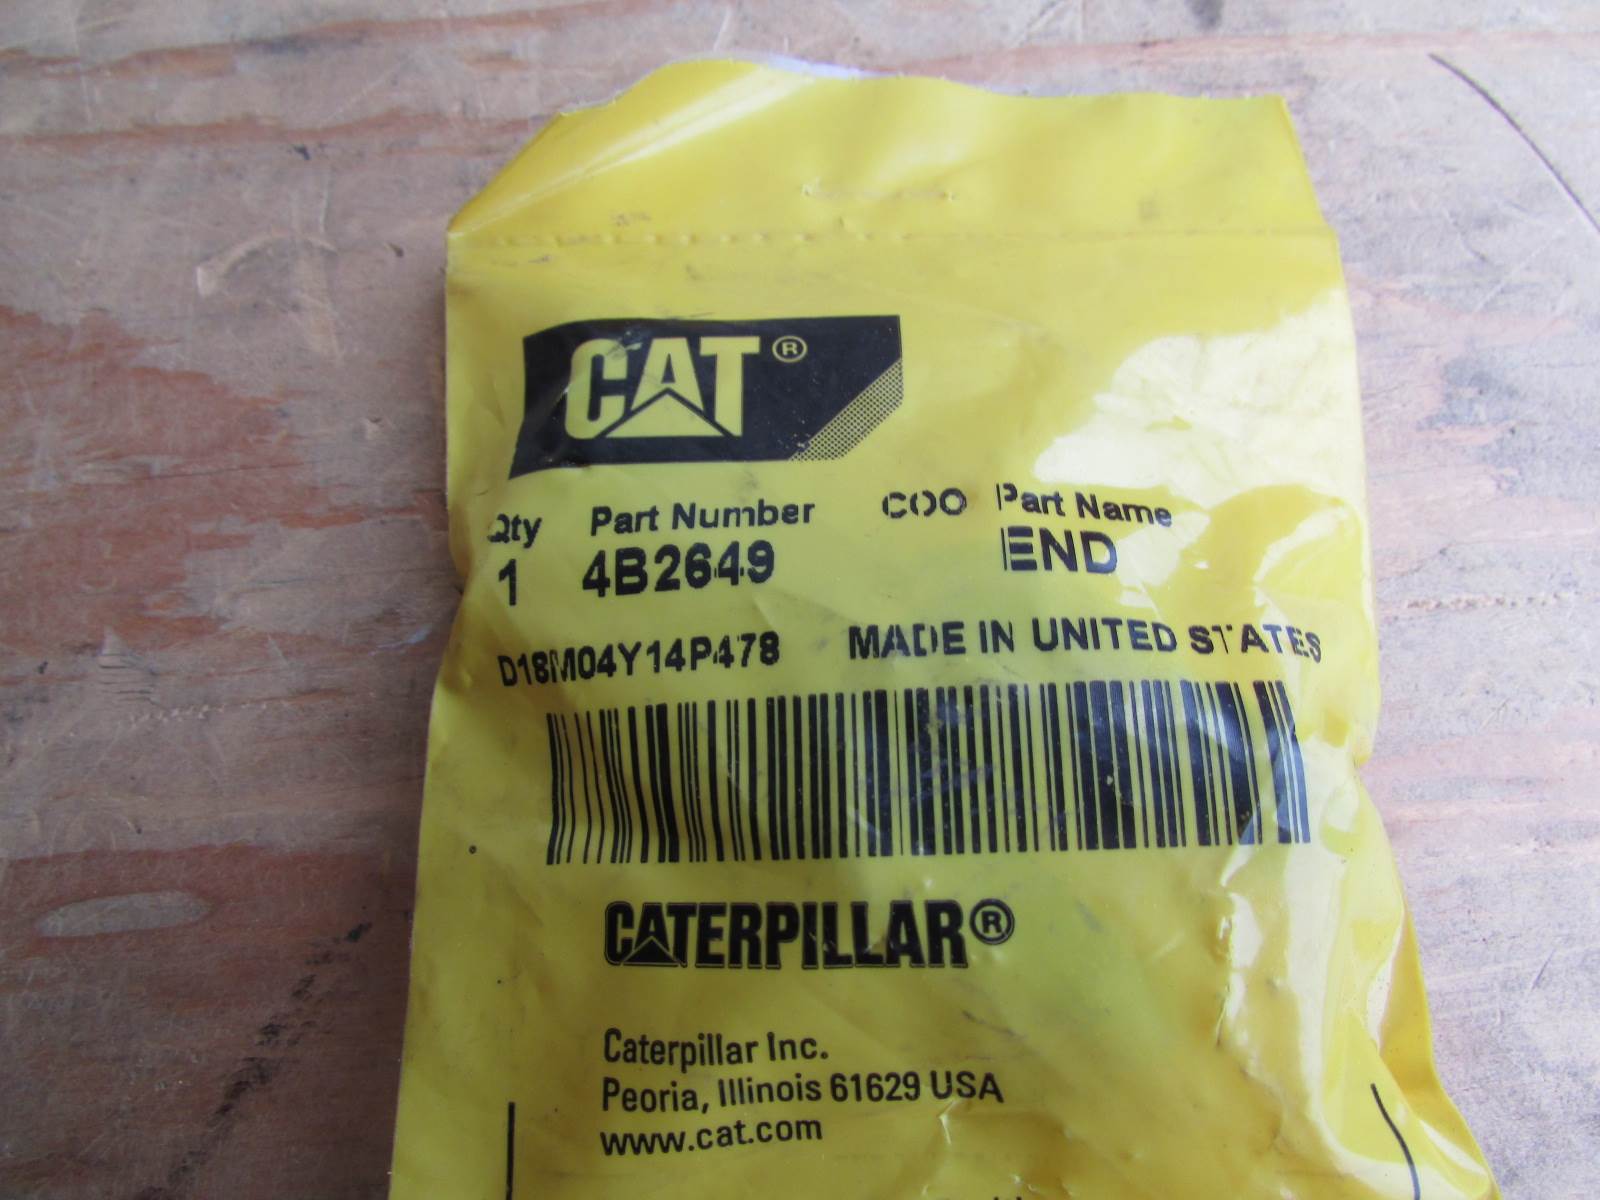 CAT®
Qty Part Number COO Part Name
1 4B2649 END
D18M04Y14P478 MADE IN UNITED STATES
CATERPILLAR®
Caterpillar Inc.
Peoria, Illinois 61629 USA
www.cat.com